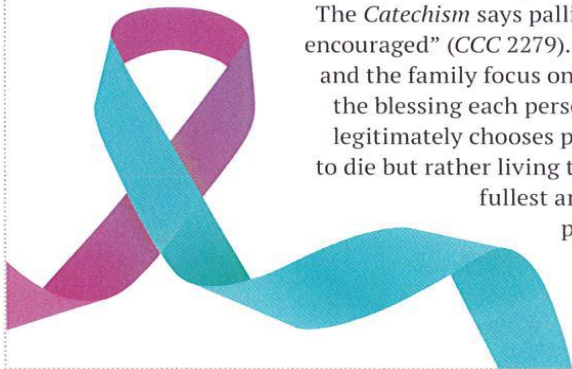 The Catechism says palli
encouraged” (CCC 2279).
and the family focus on
the blessing each perso
legitimately chooses p
to die but rather living t
fullest an
p